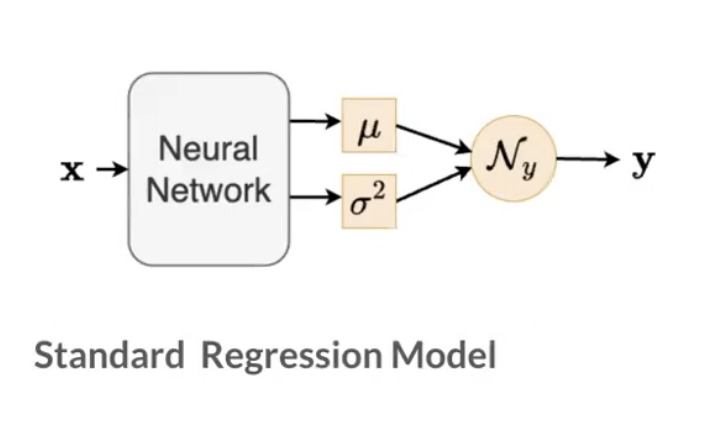 x
Neural
Network
μ
σ²
𝒩y
y
Standard Regression Model